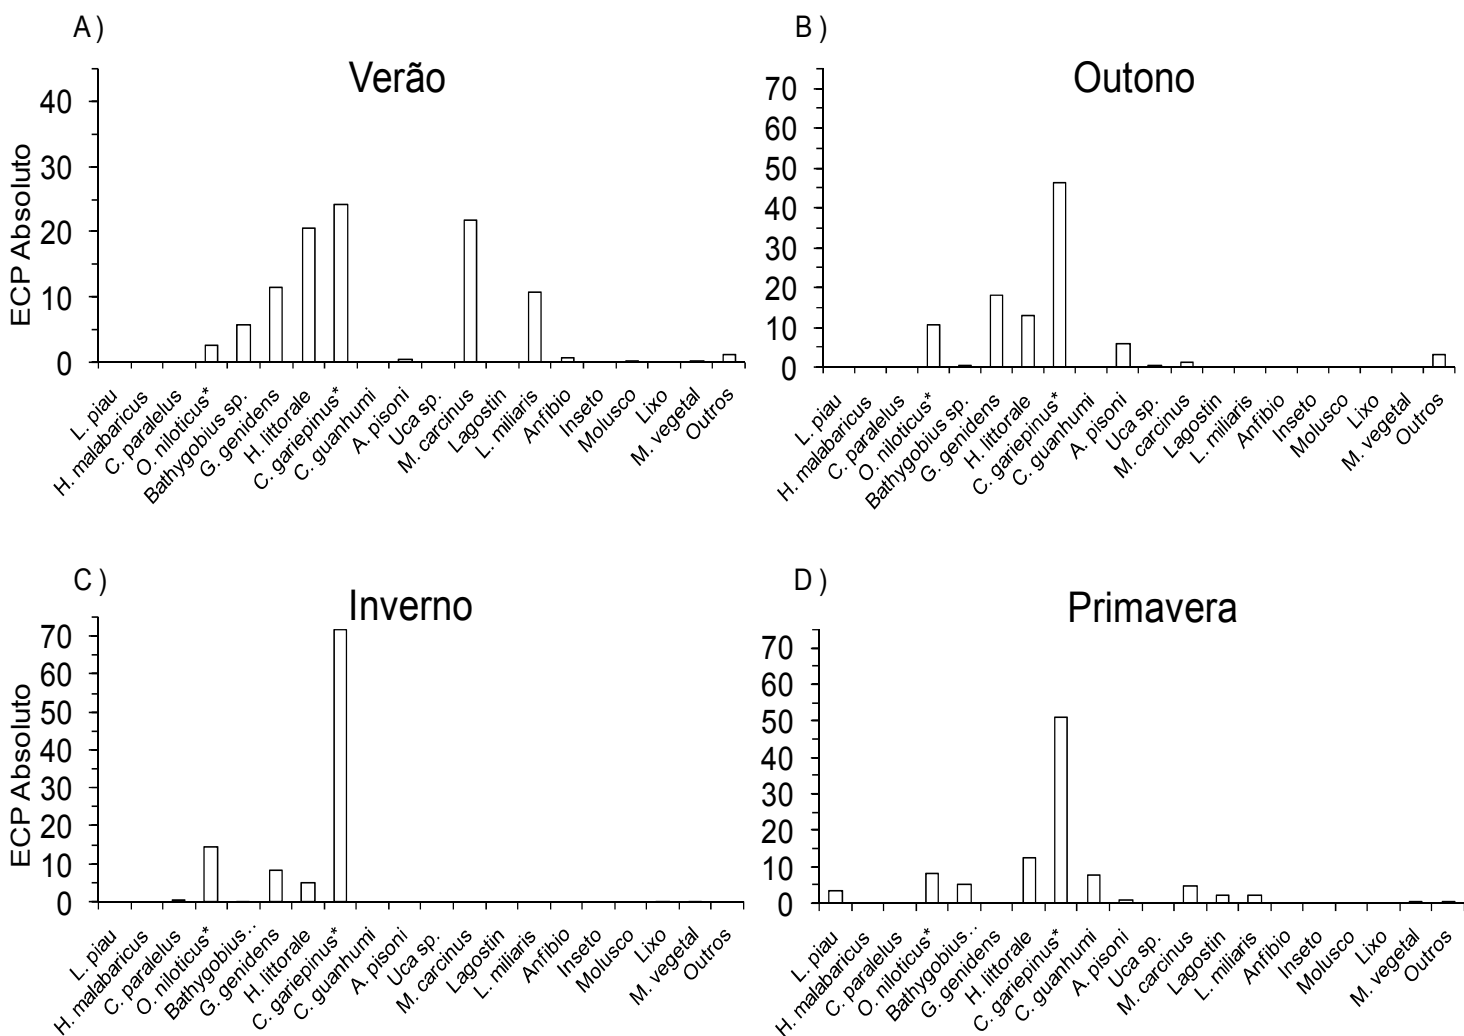 A)
Verão
ECP Absoluto
40
30
20
10
0
L. piau
H. malabaricus
C. paralelus
O. niloticus*
Bathygobius sp.
G. genidens
H. littorale
C. gariepinus*
C. guanhumi
A. pisoni
Uca sp.
M. carcinus
Lagostin
L. miliaris
Anfibio
Inseto
Molusco
Lixo
M. vegetal
Outros
B)
Outono
70
60
50
40
30
20
10
0
L. piau
H. malabaricus
C. paralelus
O. niloticus*
Bathygobius sp.
G. genidens
H. littorale
C. gariepinus*
C. guanhumi
A. pisoni
Uca sp.
M. carcinus
Lagostin
L. miliaris
Anfibio
Inseto
Molusco
Lixo
M. vegetal
Outros
C)
Inverno
ECP Absoluto
70
60
50
40
30
20
10
0
L. piau
H. malabaricus
C. paralelus
O. niloticus*
Bathygobius..
G. genidens
H. littorale
C. gariepinus*
C. guanhumi
A. pisoni
Uca sp.
M. carcinus
Lagostin
L. miliaris
Anfibio
Inseto
Molusco
Lixo
M. vegetal
Outros
D)
Primavera
70
60
50
40
30
20
10
0
L. piau
H. malabaricus
C. paralelus
O. niloticus*
Bathygobius..
G. genidens
H. littorale
C. gariepinus*
C. guanhumi
A. pisoni
Uca sp.
M. carcinus
Lagostin
L. miliaris
Anfibio
Inseto
Molusco
Lixo
M. vegetal
Outros